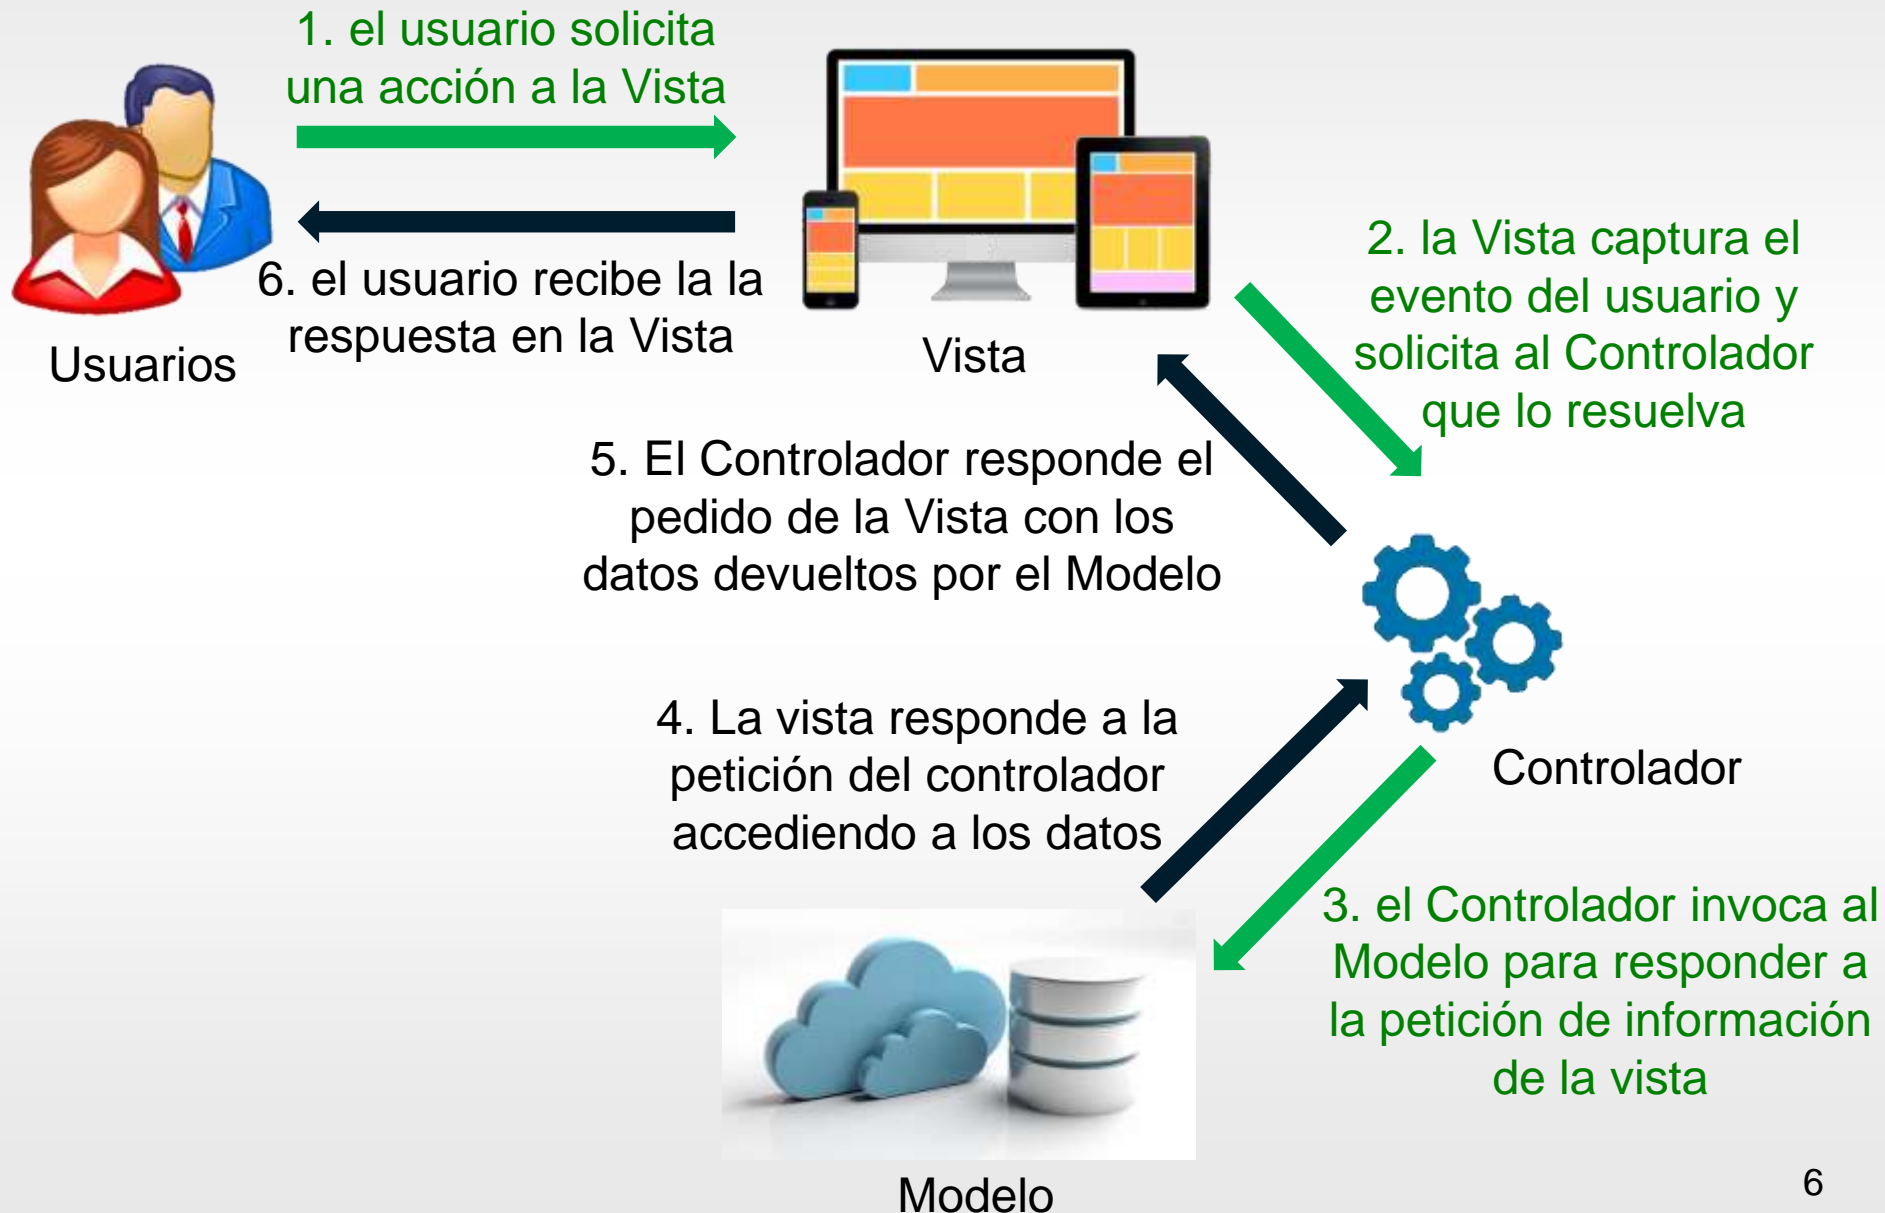 1. el usuario solicita
una acción a la Vista
6. el usuario recibe la la
respuesta en la Vista
Usuarios
Vista
2. la Vista captura el
evento del usuario y
solicita al Controlador
que lo resuelva
5. El Controlador responde el
pedido de la Vista con los
datos devueltos por el Modelo
4. La vista responde a la
petición del controlador
accediendo a los datos
Controlador
3. el Controlador invoca al
Modelo para responder a
la petición de información
de la vista
Modelo
6